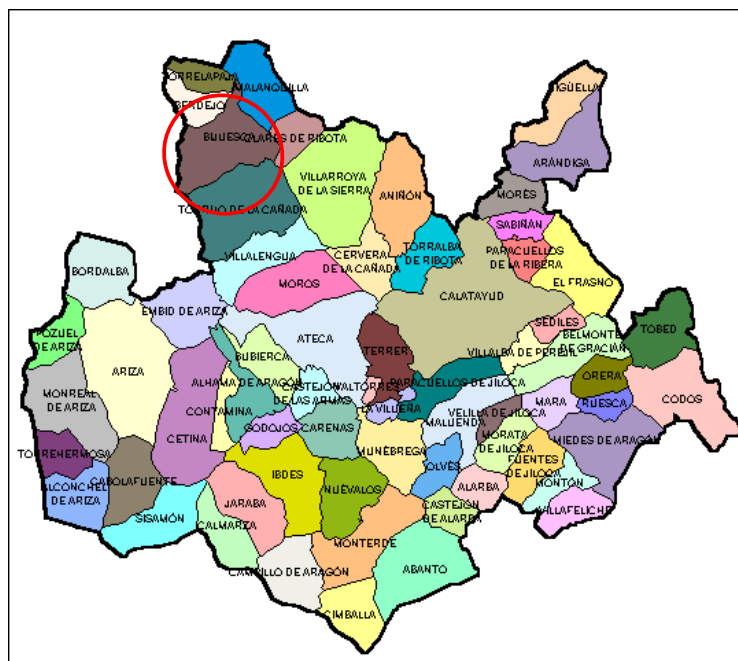 TORRELAPAJA
MALANQUILLA
BERDEJO
BIJUESCA
CLARES DE RIBOTA
TIGÜELLA
ARÁNDIGA
VILLARROYA
DE LA SIERRA
ANIÑÓN
MORÉS
TORRIJO DE LA CAÑADA
SABIÑÁN
VILLALENGUA
CERVERA
DE LA CAÑADA
TORRALBA
DE RIBOTA
PARACUELLOS
DE LA RIBERA
BORDALBA
EL FRASNO
MOROS
CALATAYUD
EMBID DE ARIZA
POZUEL
DE ARIZA
ATECA
SEDILES
BELMONTE
DE GRACIÁN
TOBED
ARIZA
BUBIERCA
TERRER
VILLALBA DE PEREJIL
MONREAL
DE ARIZA
ALHAMA DE ARAGÓN
CASTEJÓN
DE LAS ARMAS
VALTORRES
PARACUELLOS DE JILOCA
ORERA
CONTAMINA
LA VILUEÑA
VELILLA DE JILOCA
MARA
RUESCA
CODOS
GODOJOS
CARENAS
MALUENDA
CETINA
MUNÉBREGA
MORATA
DE JILOCA
MIEDES DE ARAGÓN
TORREHERMOSA
IBDES
OLVÉS
FUENTES
DE JILOCA
CABOLAFUENTE
ALCONCHEL
DE ARIZA
JARABA
NUÉVALOS
ALARBA
MONTÓN
SISAMÓN
CALMARZA
CASTEJÓN
DE ALARBA
VILLAFELICHE
MONTERDE
CAMPILLO DE ARAGÓN
ABANTO
CIMBALLA